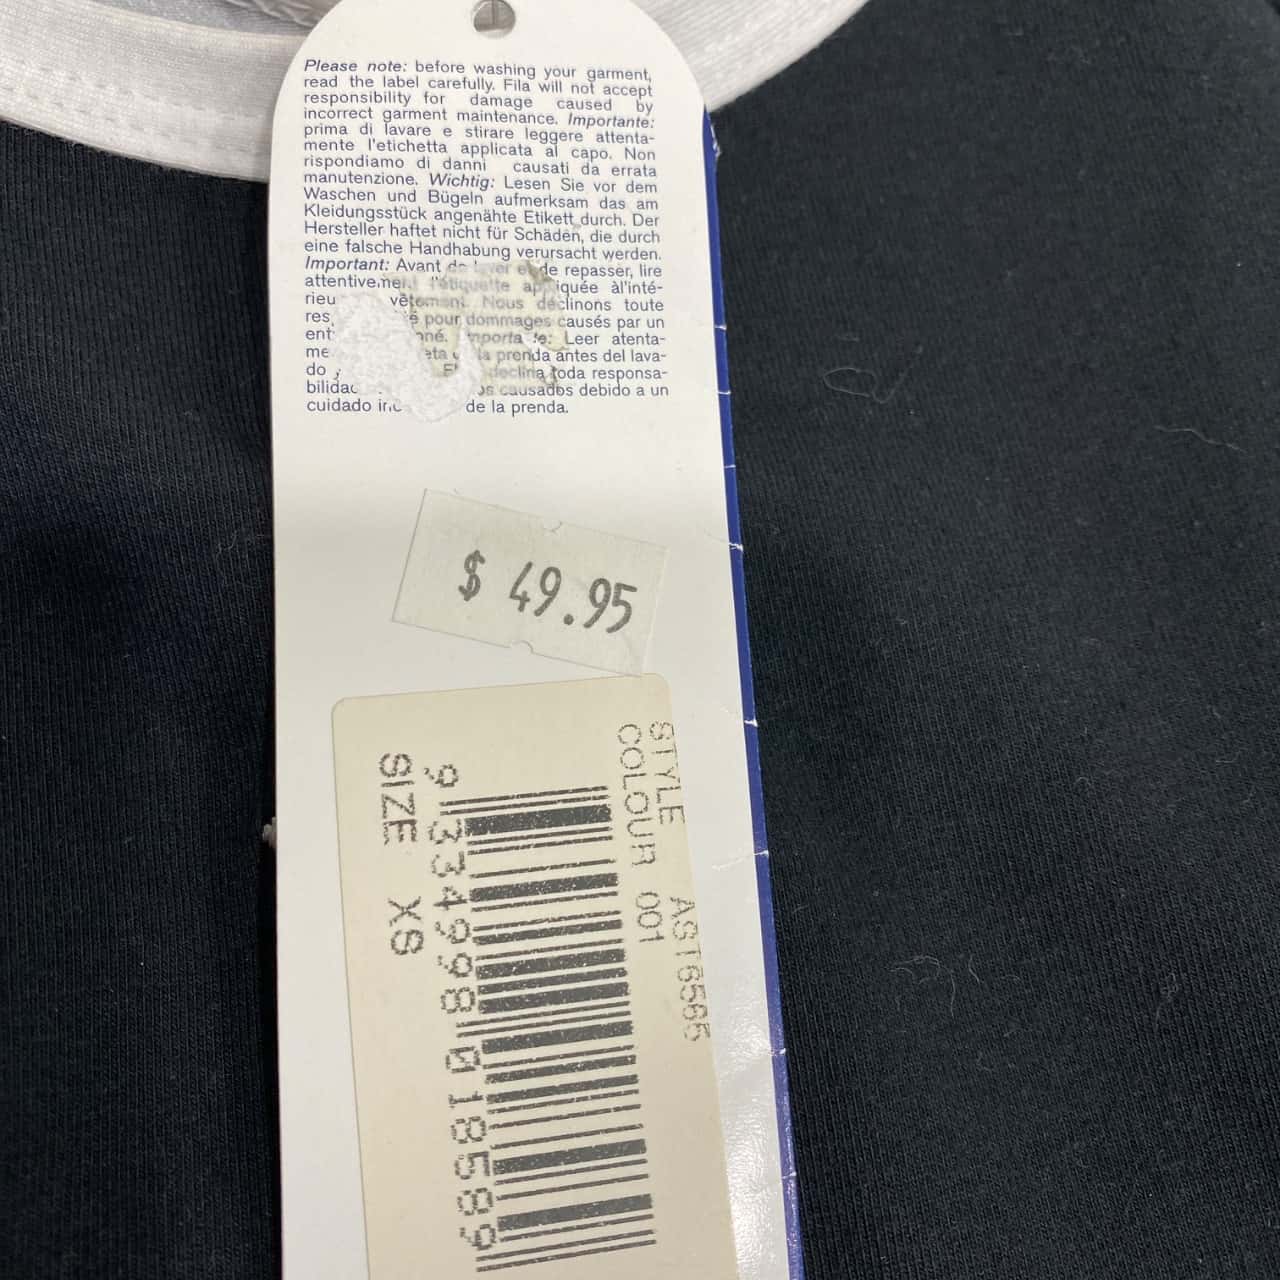 Please note: before washing your garment,
read the label carefully. Fila will not accept
responsibility for damage caused by
incorrect garment maintenance. Importante:
prima di lavare e stirare leggere attenta-
mente l'etichetta applicata al capo. Non
rispondiamo di danni causati da errata
manutenzione. Wichtig: Lesen Sie vor dem
Waschen und Bügeln aufmerksam das am
Kleidungsstück angenähte Etikett durch. Der
Hersteller haftet nicht für Schäden, die durch
eine falsche Handhabung verursacht werden.
Important: Avant de laver et de repasser, lire
attentivement l'étiquette appliquée àl'inté-
vêtement. Nous déclinons toute
pour dommages causés par un
Leer atenta-
la prenda antes del lava-
do declina toda responsa-
causados debido a un
cuidado de la prenda.
$ 49.95
STYLE AST6565
COLOUR 001
9 334998 018589
SIZE XS